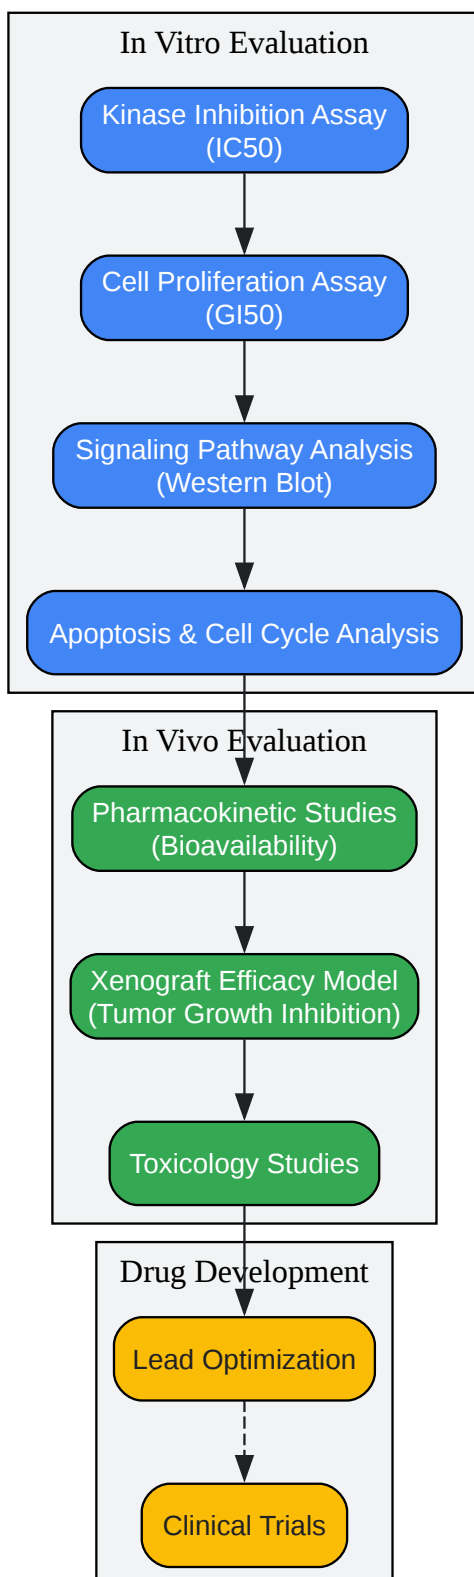 In Vitro Evaluation
Kinase Inhibition Assay
(IC50)
Cell Proliferation Assay
(GI50)
Signaling Pathway Analysis
(Western Blot)
Apoptosis & Cell Cycle Analysis
In Vivo Evaluation
Pharmacokinetic Studies
(Bioavailability)
Xenograft Efficacy Model
(Tumor Growth Inhibition)
Toxicology Studies
Drug Development
Lead Optimization
Clinical Trials